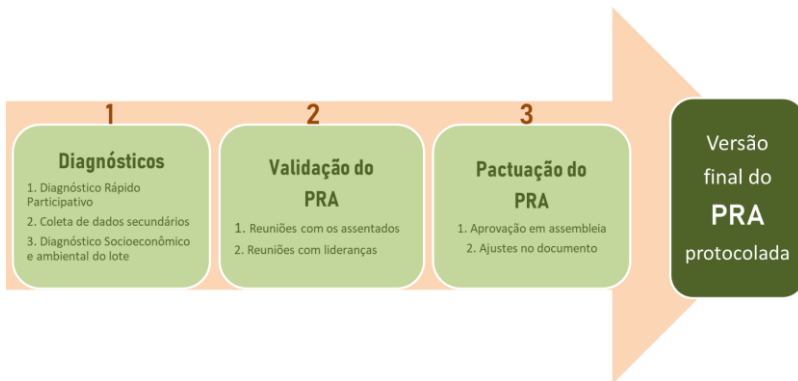 1
Diagnósticos
1. Diagnóstico Rápido
Participativo
2. Coleta de dados secundários
3. Diagnóstico Socioeconômico
e ambiental do lote
2
Validação do
PRA
1. Reuniões com os assentados
2. Reuniões com lideranças
3
Pactuação do
PRA
1. Aprovação em assembleia
2. Ajustes no documento
Versão
final do
PRA
protocolada